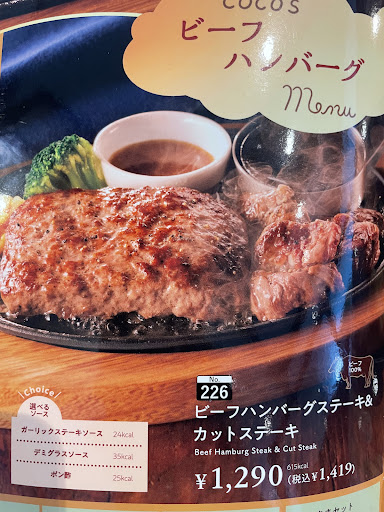 COCO'S
ビーフ
ハンバーグ
Menu
Choice!
選べる
ソース
ガーリックステーキソース 24kcal
デミグラスソース 35kcal
ポン酢 25kcal
ビーフ
100%
No.
226
ビーフハンバーグステーキ&
カットステーキ
Beef Hamburg Steak & Cut Steak
¥1,290 615kcal (税込¥1,419)